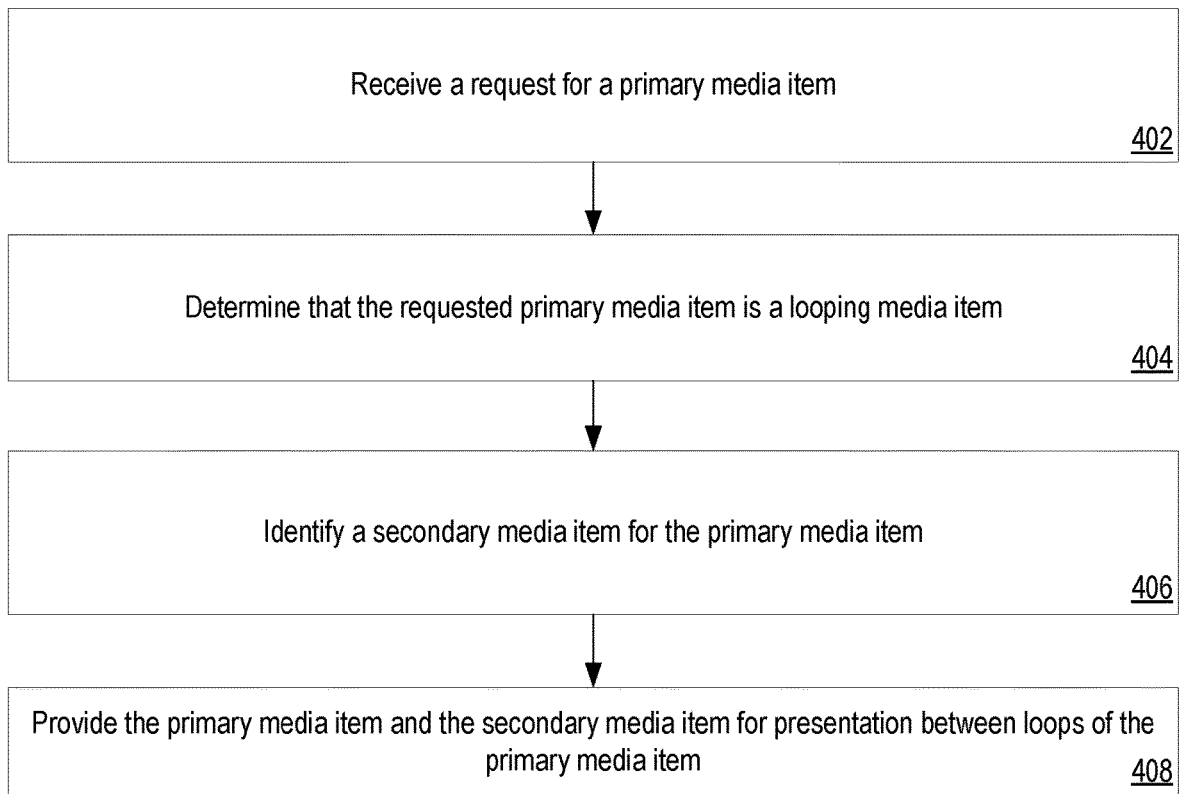 Receive a request for a primary media item
402
Determine that the requested primary media item is a looping media item
404
Identify a secondary media item for the primary media item
406
Provide the primary media item and the secondary media item for presentation between loops of the
primary media item
408